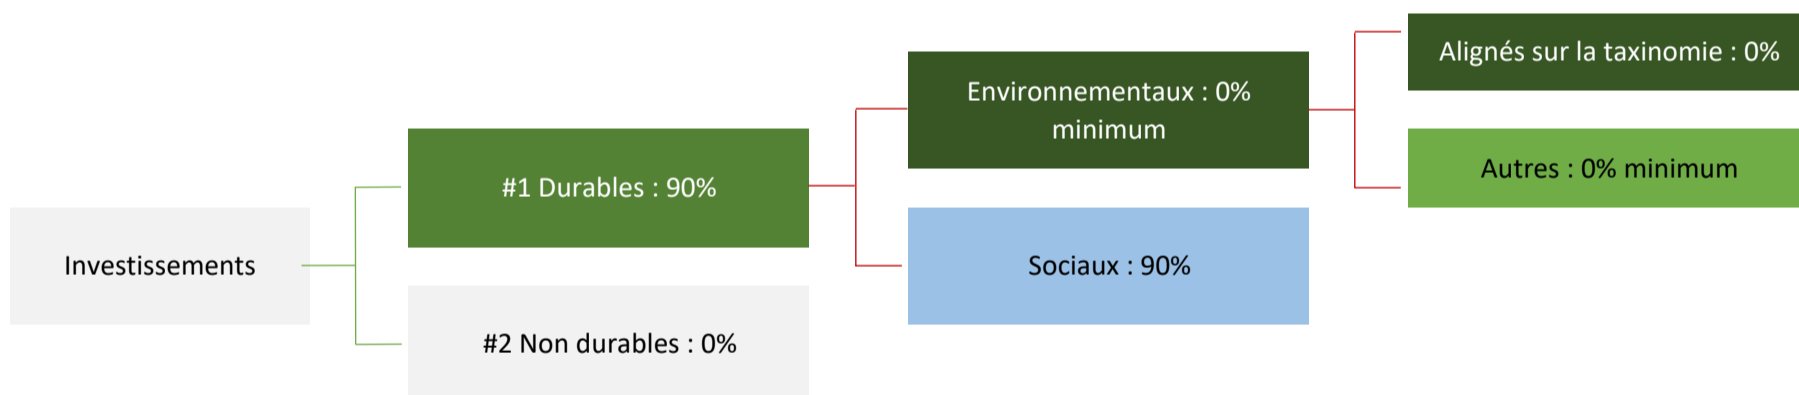 Investissements
#1 Durables : 90%
#2 Non durables : 0%
Environnementaux : 0%
minimum
Sociaux : 90%
Alignés sur la taxinomie : 0%
Autres : 0% minimum